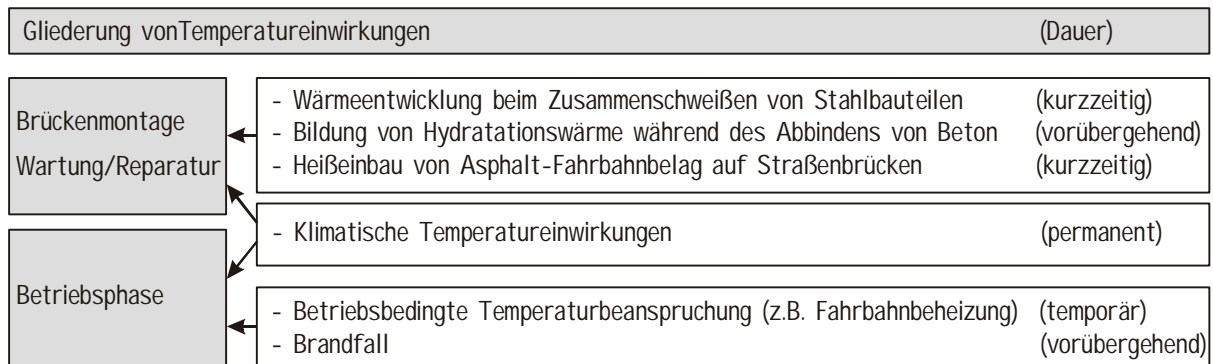 Gliederung vonTemperatureinwirkungen (Dauer)
Brückenmontage
Wartung/Reparatur
- Wärmeentwicklung beim Zusammenschweißen von Stahlbauteilen (kurzzeitig)
- Bildung von Hydratationswärme während des Abbindens von Beton (vorübergehend)
- Heißeinbau von Asphalt-Fahrbahnbelag auf Straßenbrücken (kurzzeitig)
- Klimatische Temperatureinwirkungen (permanent)
Betriebsphase
- Betriebsbedingte Temperaturbeanspruchung (z.B. Fahrbahnbeheizung) (temporär)
- Brandfall (vorübergehend)